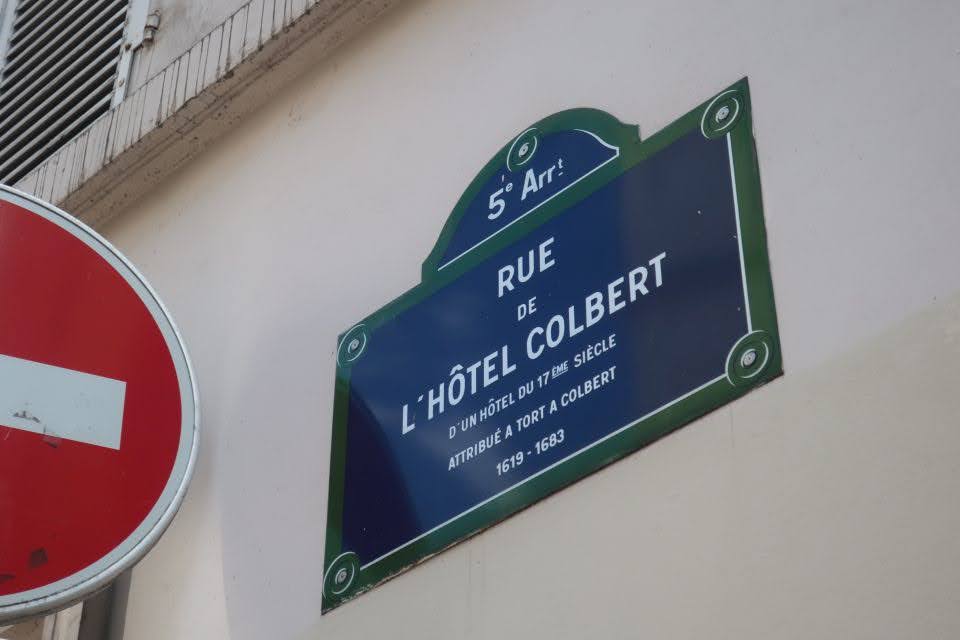 5e Arrt
RUE
DE
L'HÔTEL COLBERT
D'UN HÔTEL DU 17ÈME SIÈCLE
ATTRIBUÉ A TORT A COLBERT
1619 - 1683